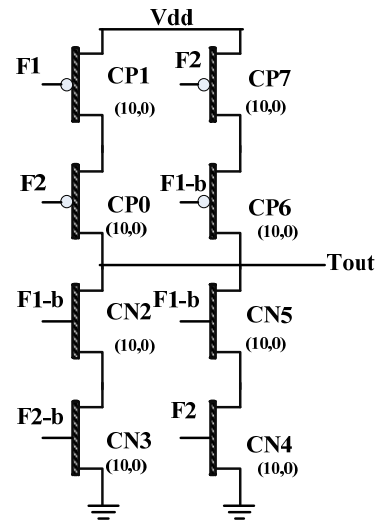 Vdd
F1
CP1
(10,0)
F2
CP7
(10,0)
F2
CP0
(10,0)
F1-b
CP6
(10,0)
Tout
F1-b
CN2
(10,0)
F1-b
CN5
(10,0)
F2-b
CN3
(10,0)
F2
CN4
(10,0)